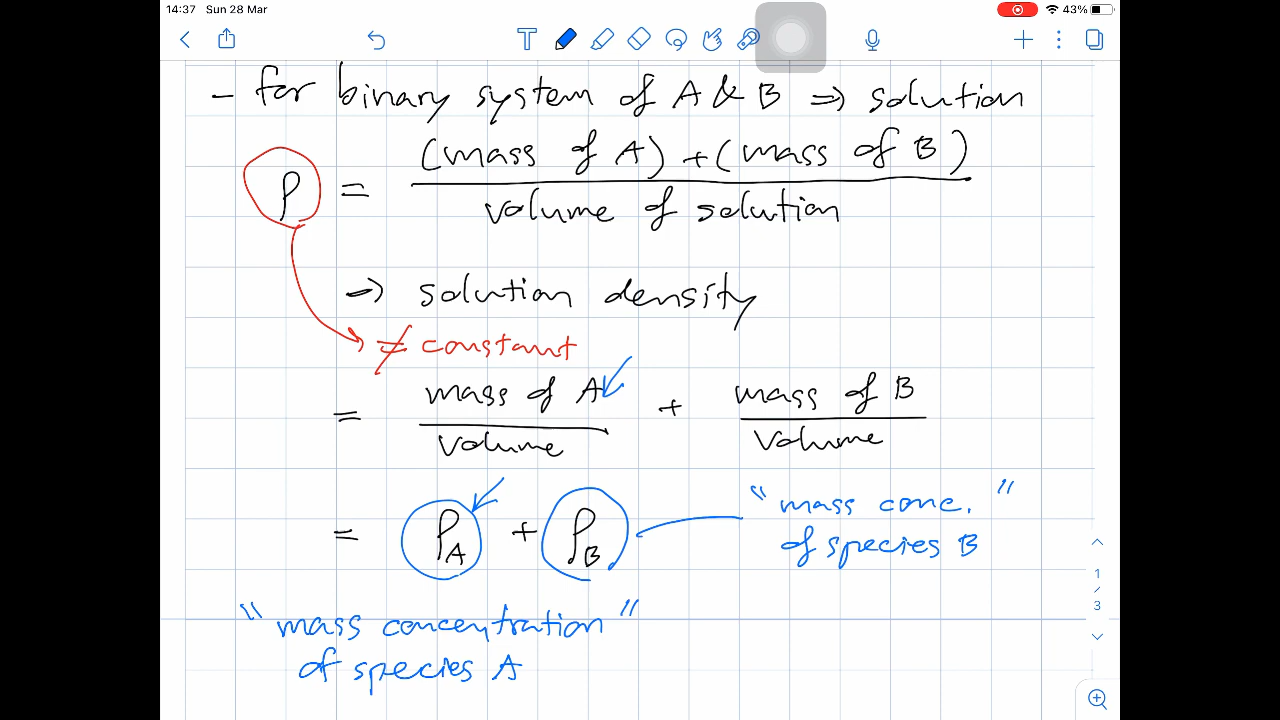 14:37 Sun 28 Mar 43%
- for binary system of A & B ⇒ solution
ρ = (mass of A) + (mass of B)
volume of solution
⇒ solution density
≠ constant
= mass of A + mass of B
volume volume
= ρA + ρB
"mass conc."
of species B
"mass concentration"
of species A
1
/
3